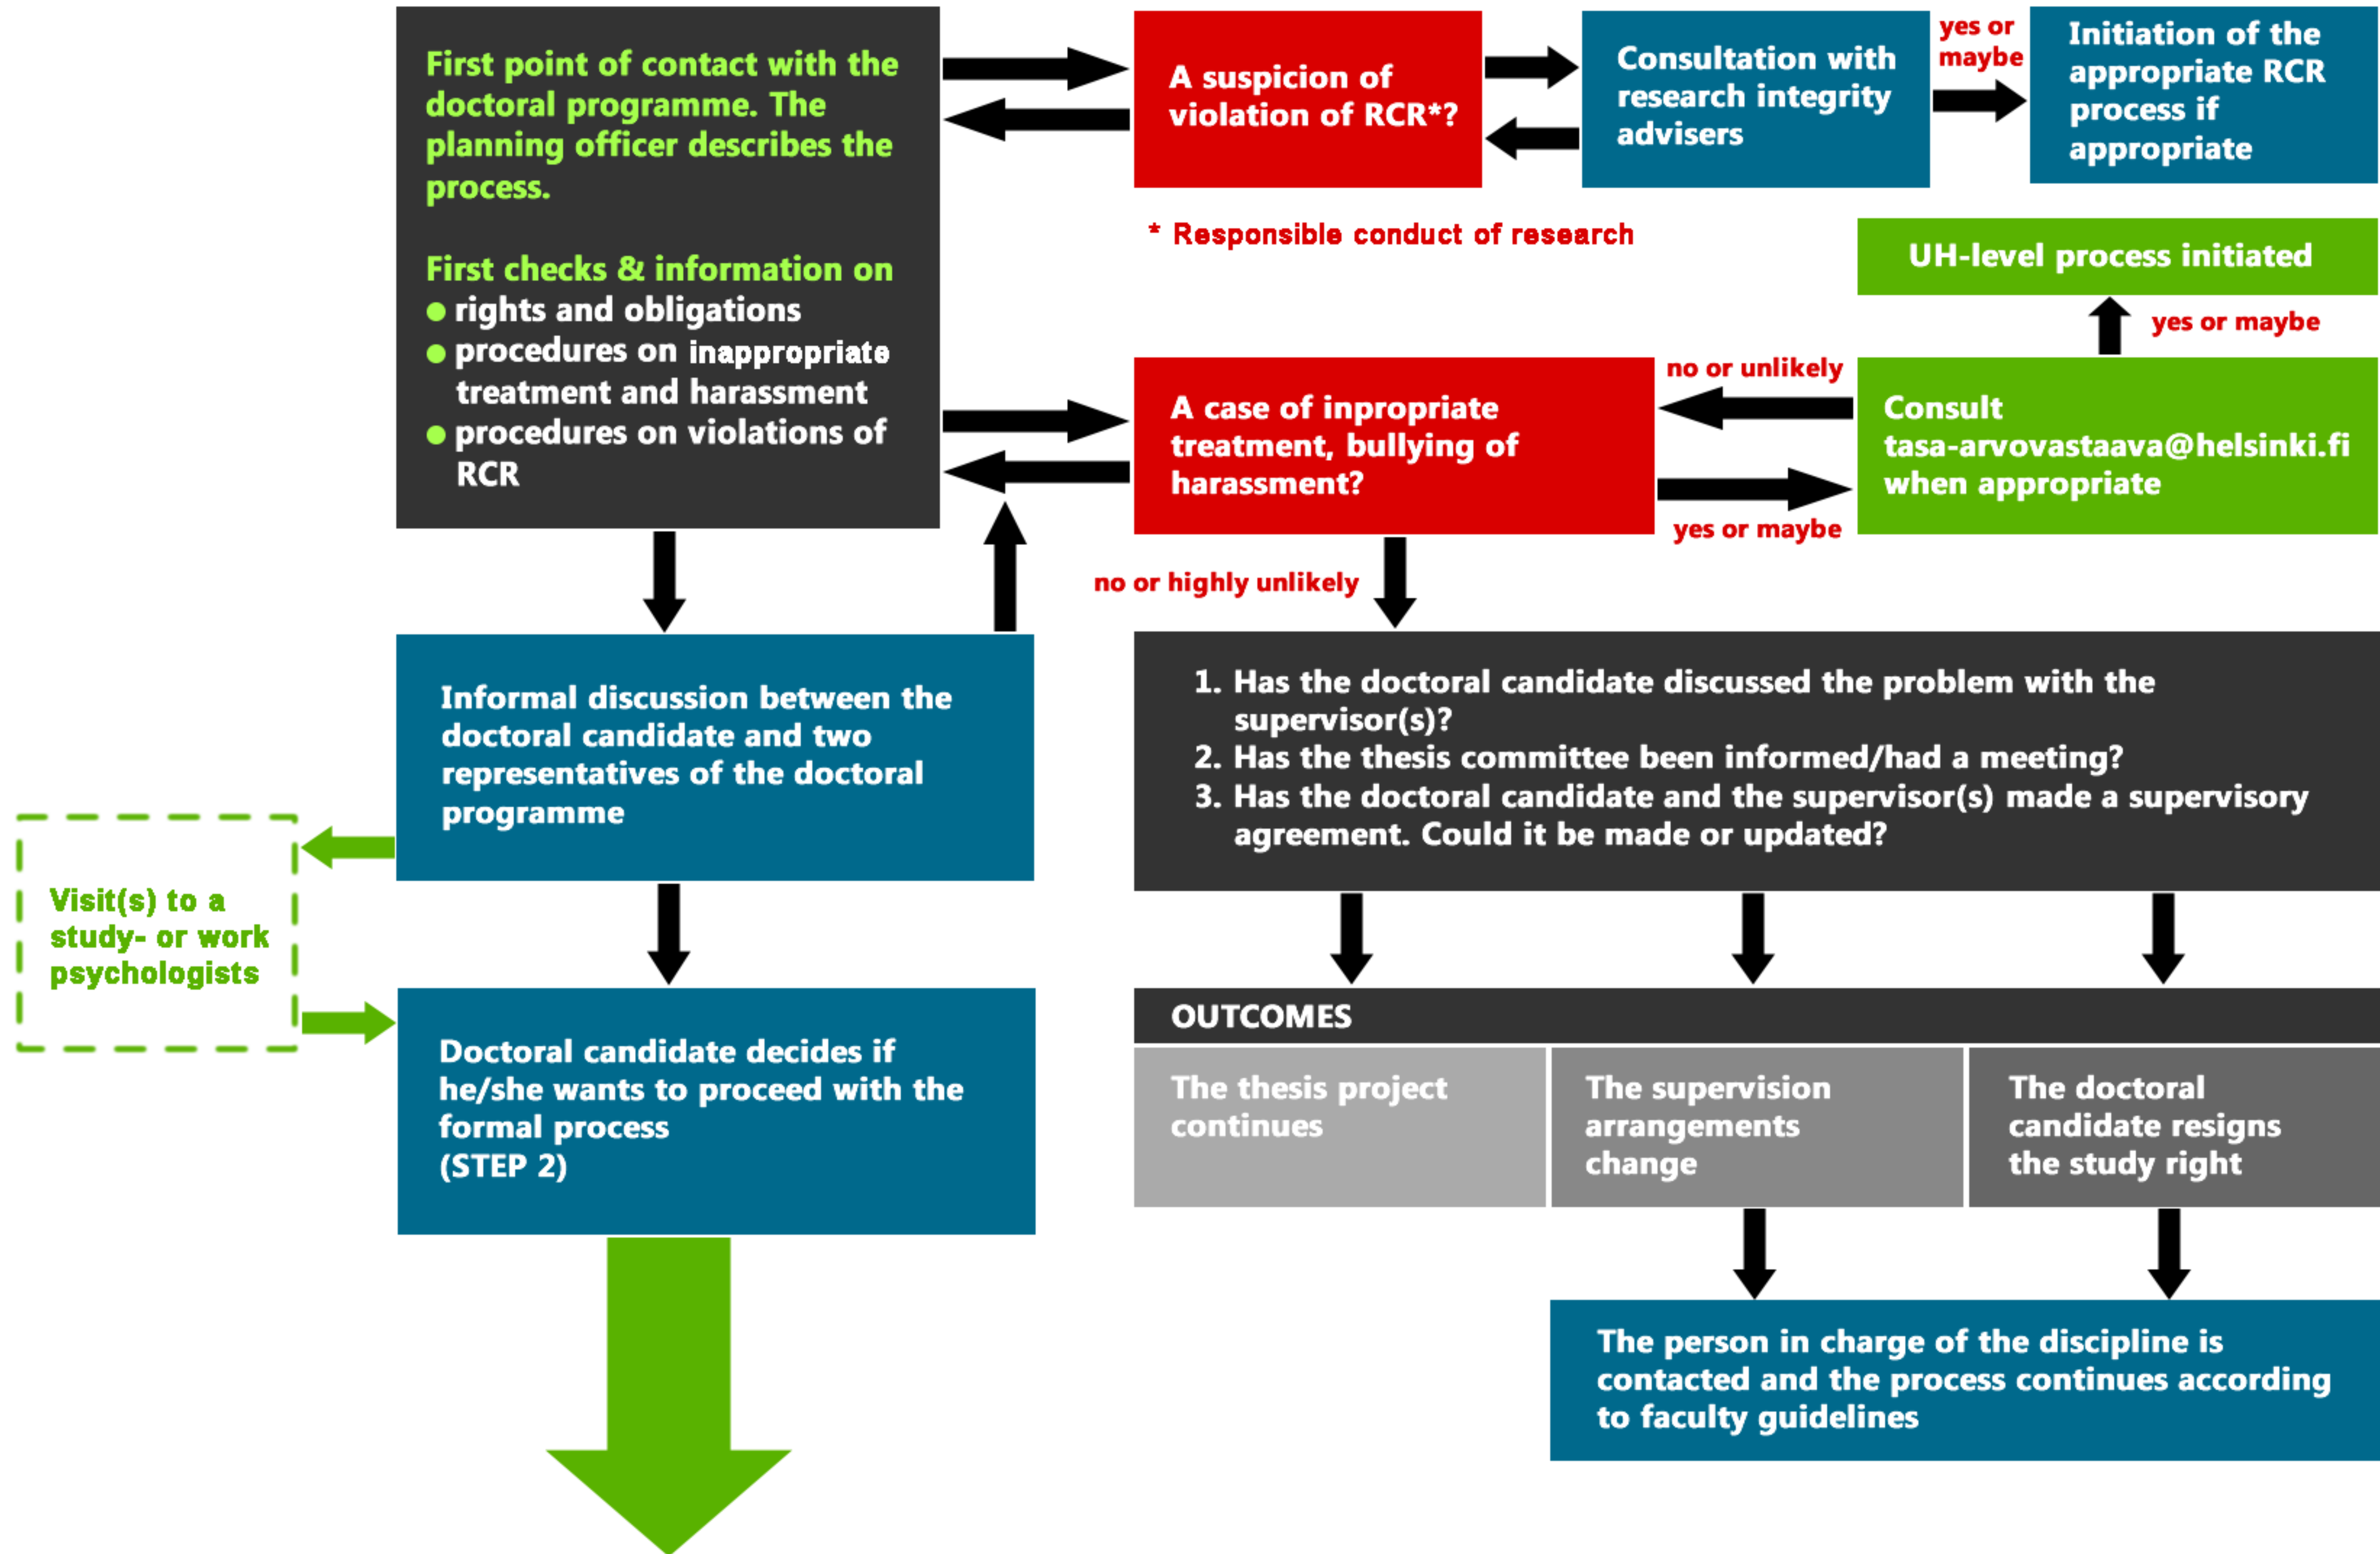 First point of contact with the
doctoral programme. The
planning officer describes the
process.
First checks & information on
● rights and obligations
● procedures on inappropriate
treatment and harassment
● procedures on violations of
RCR
A suspicion of
violation of RCR*?
Consultation with
research integrity
advisers
yes or
maybe
Initiation of the
appropriate RCR
process if
appropriate
* Responsible conduct of research
UH-level process initiated
yes or maybe
A case of inpropriate
treatment, bullying of
harassment?
no or unlikely
yes or maybe
Consult
tasa-arvovastaava@helsinki.fi
when appropriate
no or highly unlikely
Informal discussion between the
doctoral candidate and two
representatives of the doctoral
programme
1. Has the doctoral candidate discussed the problem with the
supervisor(s)?
2. Has the thesis committee been informed/had a meeting?
3. Has the doctoral candidate and the supervisor(s) made a supervisory
agreement. Could it be made or updated?
Visit(s) to a
study- or work
psychologists
Doctoral candidate decides if
he/she wants to proceed with the
formal process
(STEP 2)
OUTCOMES
The thesis project
continues
The supervision
arrangements
change
The doctoral
candidate resigns
the study right
The person in charge of the discipline is
contacted and the process continues according
to faculty guidelines